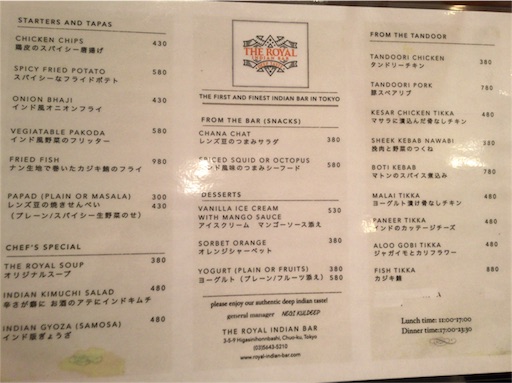 STARTERS AND TAPAS
CHICKEN CHIPS 430
鶏皮のスパイシー唐揚げ
SPICY FRIED POTATO 580
スパイシーなフライドポテト
ONION BHAJI 430
インド風オニオンフライ
VEGIATABLE PAKODA 580
インド風野菜のフリッター
FRIED FISH 980
ナン生地で巻いたカジキ鮪のフライ
PAPAD (PLAIN OR MASALA) 300
レンズ豆の焼きせんべい 430
(プレーン/スパイシー生野菜のせ)
CHEF'S SPECIAL
THE ROYAL SOUP 380
オリジナルスープ
INDIAN KIMUCHI SALAD 480
辛さが癖に お酒のアテにインドキムチ
INDIAN GYOZA (SAMOSA) 480
インド版ぎょうざ
THE ROYAL
INDIAN BAR
THE FIRST AND FINEST INDIAN BAR IN TOKYO
FROM THE BAR (SNACKS)
CHANA CHAT 380
レンズ豆のつまみサラダ
SPICED SQUID OR OCTOPUS 580
インド風味のつまみシーフード
DESSERTS
VANILLA ICE CREAM 530
WITH MANGO SAUCE
アイスクリーム マンゴーソース添え
SORBET ORANGE 380
オレンジシャーベット
YOGURT (PLAIN OR FRUITS) 380
ヨーグルト (プレーン/フルーツ添え) 580
please enjoy our authentic deep indian taste!
general manager NEGI KULDEEP
THE ROYAL INDIAN BAR
3-5-9 Higashinihonbashi, Chuo-ku, Tokyo
(03)5643-5210
www.royal-indian-bar.com
FROM THE TANDOOR
TANDOORI CHICKEN 380
タンドリーチキン
TANDOORI PORK 780
豚スペアリブ
KESAR CHICKEN TIKKA 480
マサラに漬込んだ骨なしチキン
SHEEK KEBAB NAWABI 380
挽肉と野菜のつくね
BOTI KEBAB 780
マトンのスパイス煮込み
MALAI TIKKA 480
ヨーグルト漬け骨なしチキン
PANEER TIKKA 480
インドのカッテージチーズ
ALOO GOBI TIKKA 480
ジャガイモとカリフラワー
FISH TIKKA 880
カジキ鮪
Lunch time: 11:00-17:00
Dinner time:17:00-23:30